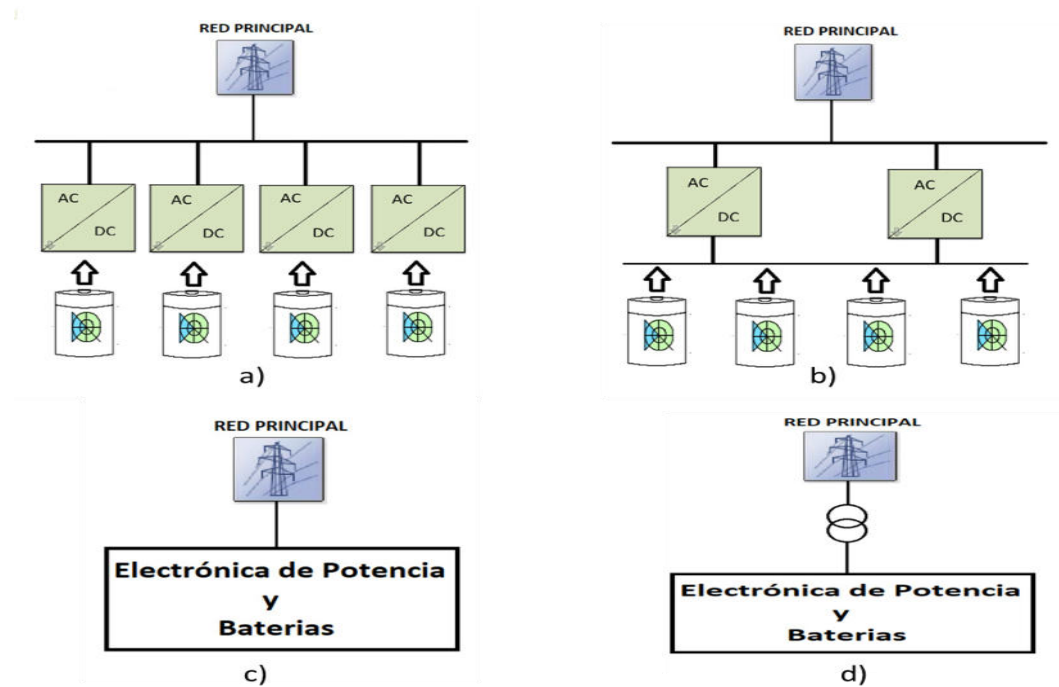 RED PRINCIPAL
AC
DC
AC
DC
AC
DC
AC
DC
a)
RED PRINCIPAL
AC
DC
AC
DC
b)
RED PRINCIPAL
Electrónica de Potencia
y
Baterias
c)
RED PRINCIPAL
Electrónica de Potencia
y
Baterias
d)